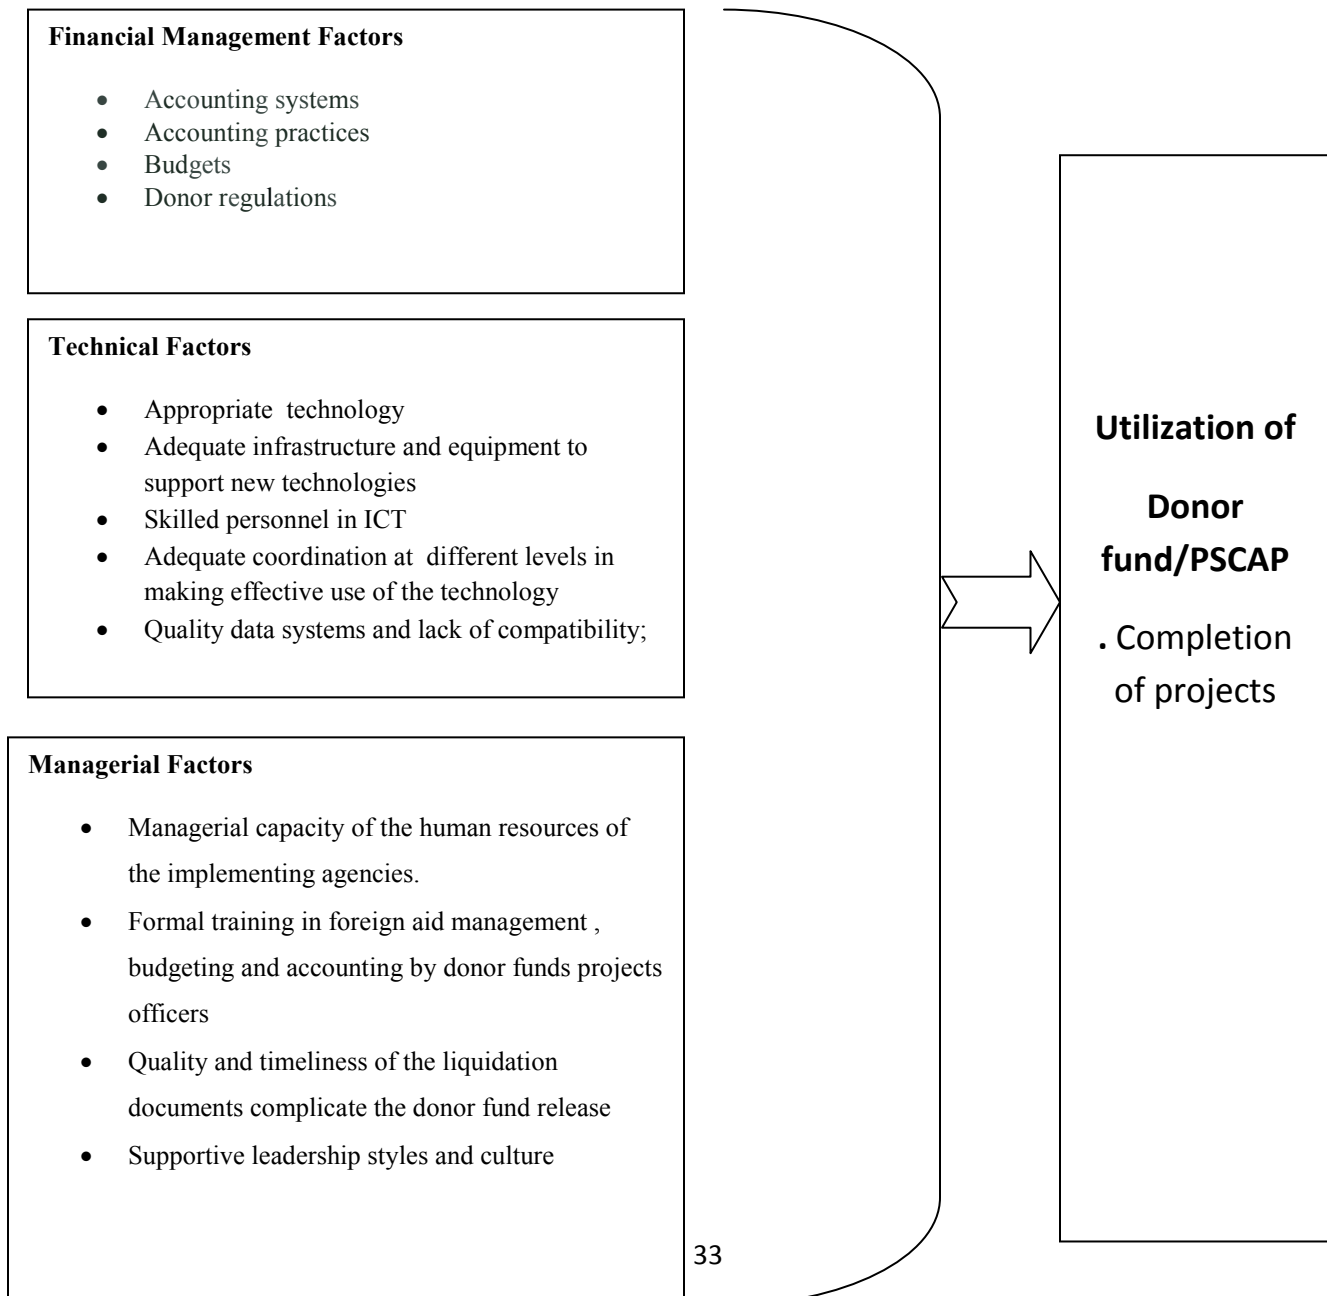 Financial Management Factors
• Accounting systems
• Accounting practices
• Budgets
• Donor regulations
Technical Factors
• Appropriate  technology
• Adequate infrastructure and equipment to
support new technologies
• Skilled personnel in ICT
• Adequate coordination at  different levels in
making effective use of the technology
• Quality data systems and lack of compatibility;
Managerial Factors
• Managerial capacity of the human resources of
the implementing agencies.
• Formal training in foreign aid management ,
budgeting and accounting by donor funds projects
officers
• Quality and timeliness of the liquidation
documents complicate the donor fund release
• Supportive leadership styles and culture
Utilization of
Donor
fund/PSCAP
. Completion
of projects
33